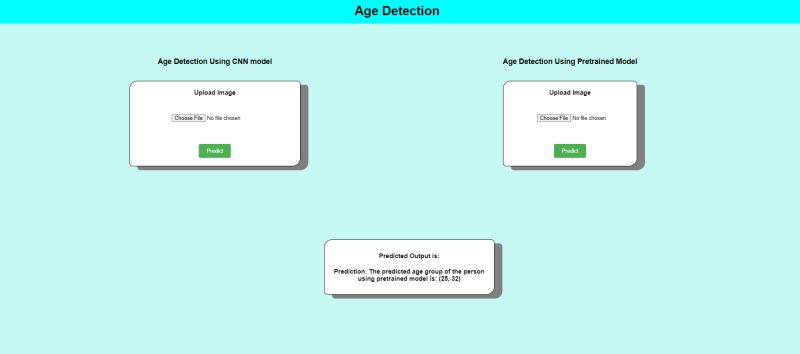 Age Detection
Age Detection Using CNN model
Upload Image
Choose File No file chosen
Predict
Age Detection Using Pretrained Model
Upload Image
Choose File No file chosen
Predict
Predicted Output is:
Prediction: The predicted age group of the person
using pretrained model is: (25, 32)